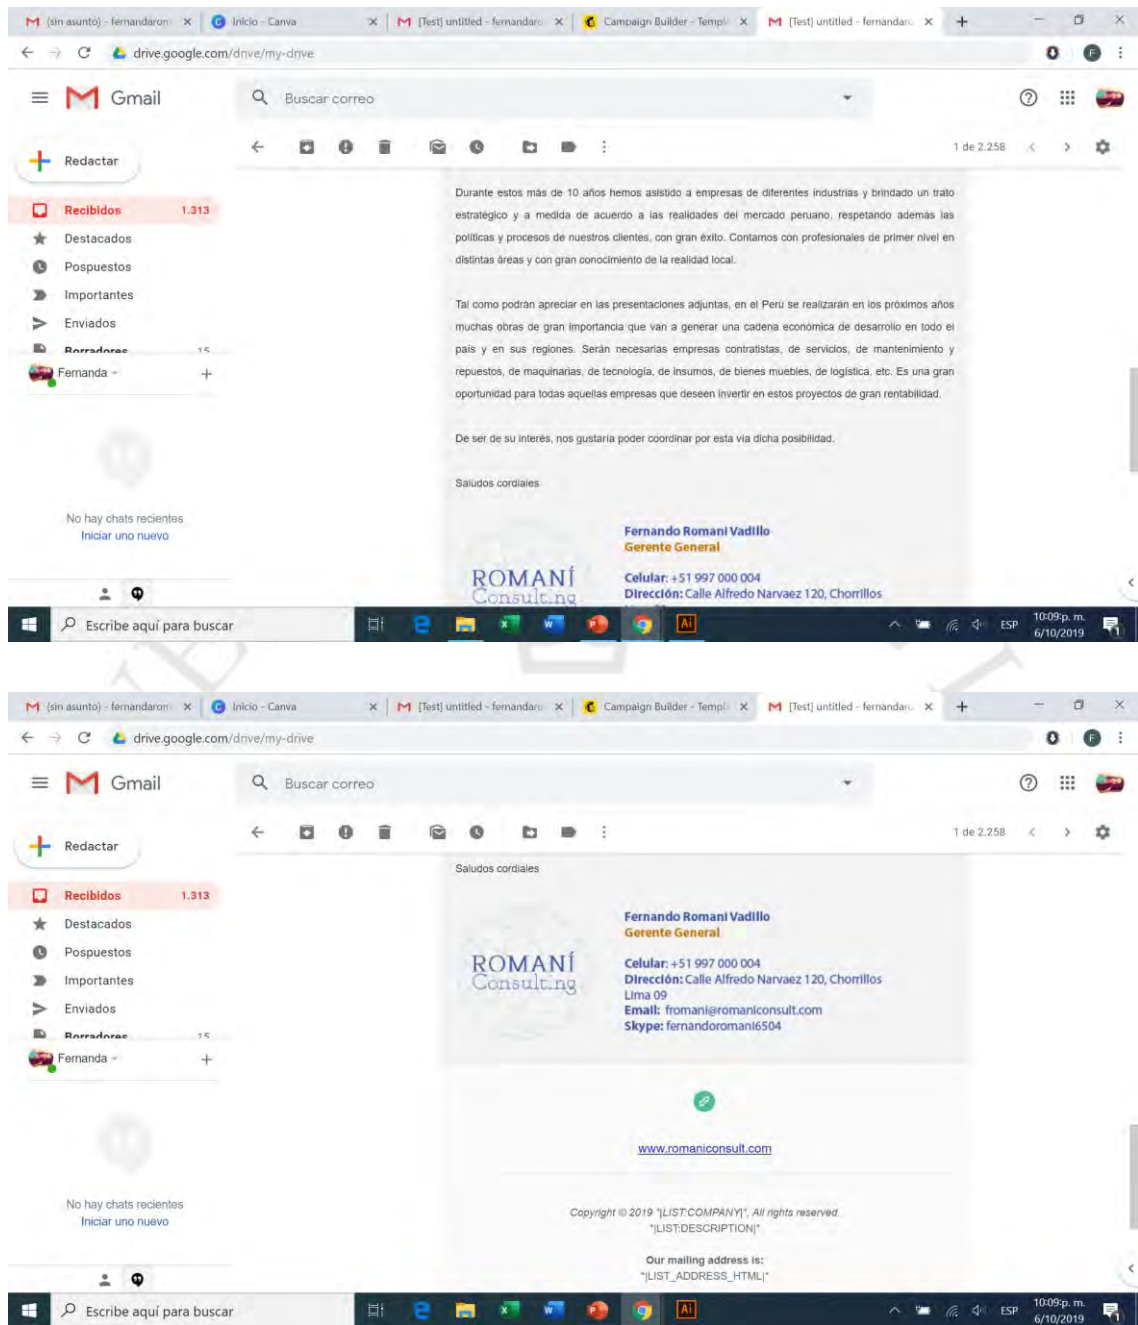 (sin asunto) - fernandaron
Inicio - Canva
[Test] untitled - fernandaro
Campaign Builder - Templ
[Test] untitled - fernandaro
drive.google.com/drive/my-drive
F
Gmail
Buscar correo
Redactar
1 de 2.258
Recibidos 1.313
Destacados
Pospuestos
Importantes
Enviados
Borradores 15
Fernanda
No hay chats recientes
Iniciar uno nuevo
Durante estos más de 10 años hemos asistido a empresas de diferentes industrias y brindado un trato
estratégico y a medida de acuerdo a las realidades del mercado peruano, respetando además las
políticas y procesos de nuestros clientes, con gran éxito. Contamos con profesionales de primer nivel en
distintas áreas y con gran conocimiento de la realidad local.
Tal como podrán apreciar en las presentaciones adjuntas, en el Perú se realizarán en los próximos años
muchas obras de gran importancia que van a generar una cadena económica de desarrollo en todo el
país y en sus regiones. Serán necesarias empresas contratistas, de servicios, de mantenimiento y
repuestos, de maquinarias, de tecnología, de insumos, de bienes muebles, de logística, etc. Es una gran
oportunidad para todas aquellas empresas que deseen invertir en estos proyectos de gran rentabilidad.
De ser de su interés, nos gustaría poder coordinar por esta vía dicha posibilidad.
Saludos cordiales
ROMANÍ
Consulting
Fernando Romani Vadillo
Gerente General
Celular: +51 997 000 004
Dirección: Calle Alfredo Narvaez 120, Chorrillos
Escribe aquí para buscar
Ai
ESP
10:09 p. m.
6/10/2019
(sin asunto) - fernandaron
Inicio - Canva
[Test] untitled - fernandaro
Campaign Builder - Templ
[Test] untitled - fernandaro
drive.google.com/drive/my-drive
F
Gmail
Buscar correo
Redactar
1 de 2.258
Recibidos 1.313
Destacados
Pospuestos
Importantes
Enviados
Borradores 15
Fernanda
No hay chats recientes
Iniciar uno nuevo
Saludos cordiales
ROMANÍ
Consulting
Fernando Romani Vadillo
Gerente General
Celular: +51 997 000 004
Dirección: Calle Alfredo Narvaez 120, Chorrillos
Lima 09
Email: fromani@romaniconsult.com
Skype: fernandoromani6504
www.romaniconsult.com
Copyright © 2019 *|LIST:COMPANY|*, All rights reserved.
*|LIST:DESCRIPTION|*
Our mailing address is:
*|LIST_ADDRESS_HTML|*
Escribe aquí para buscar
Ai
ESP
10:09 p. m.
6/10/2019